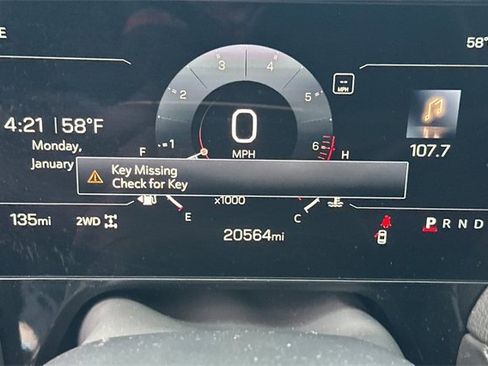 E
58°
3
4
2
5
--
MPH
4:21 58°F
0
107.7
Monday,
January
1
6
F
MPH
H
Key Missing
Check for Key
x1000
E
C
135mi
2WD
20564mi
P R N D